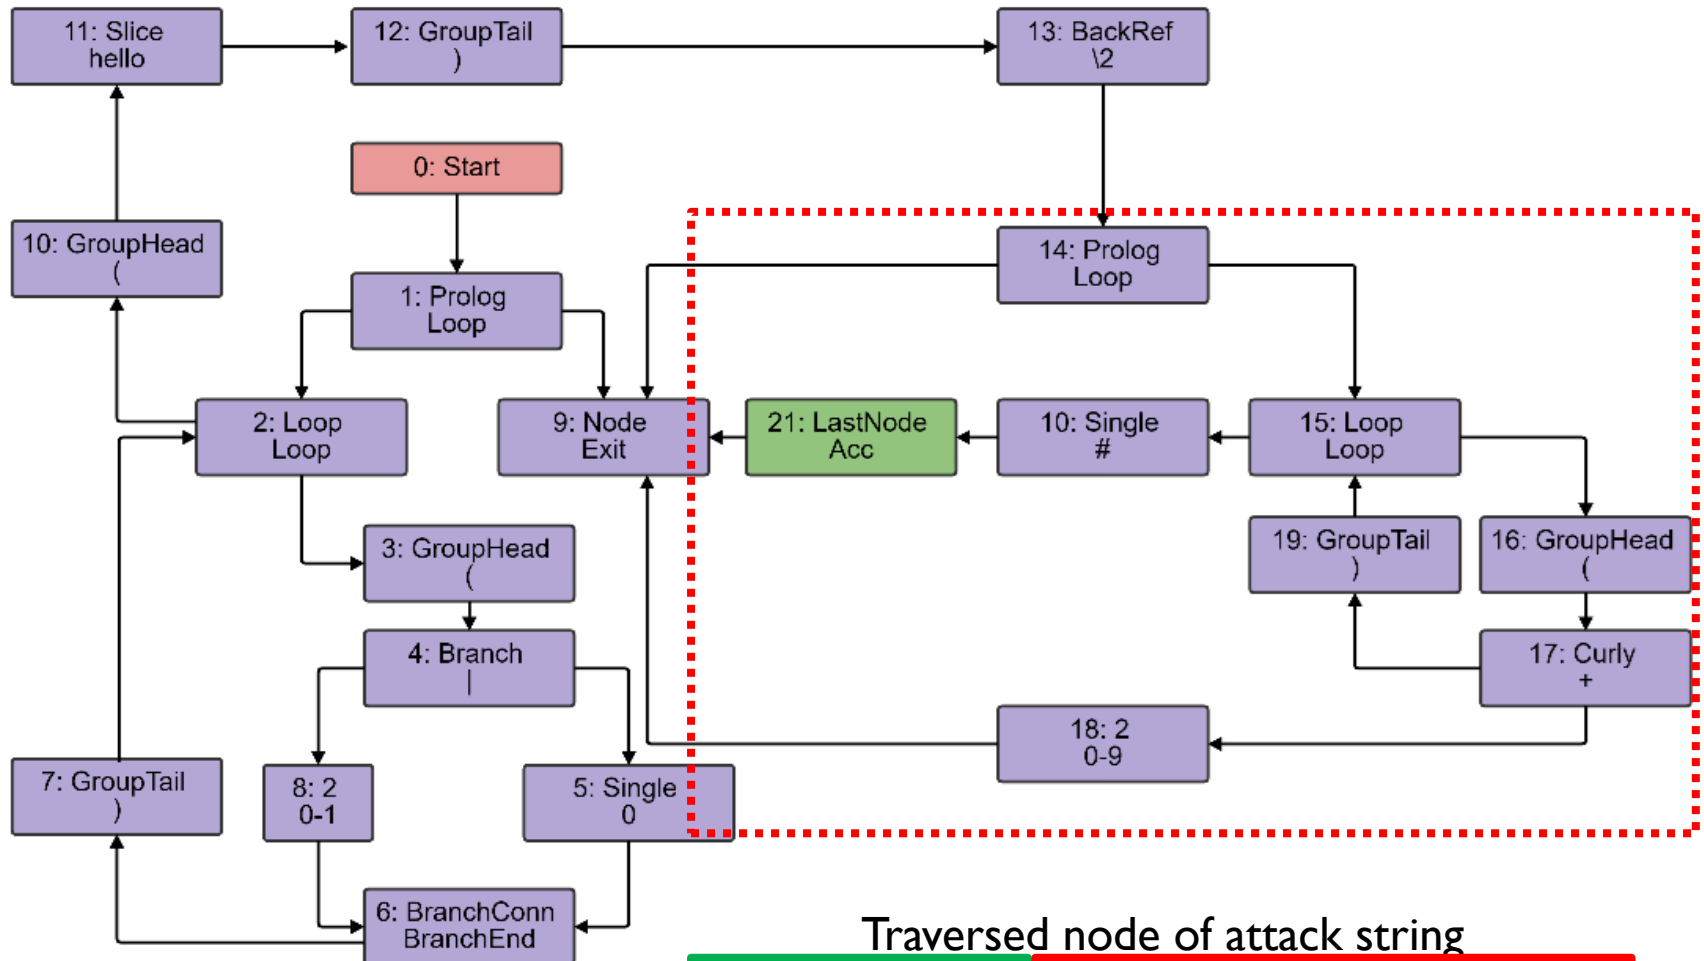 11: Slice
hello
12: GroupTail
)
13: BackRef
\2
0: Start
10: GroupHead
(
14: Prolog
Loop
1: Prolog
Loop
2: Loop
Loop
9: Node
Exit
21: LastNode
Acc
10: Single
#
15: Loop
Loop
3: GroupHead
(
19: GroupTail
)
16: GroupHead
(
4: Branch
|
17: Curly
+
18: 2
0-9
7: GroupTail
)
8: 2
0-1
5: Single
0
6: BranchConn
BranchEnd
Traversed node of attack string